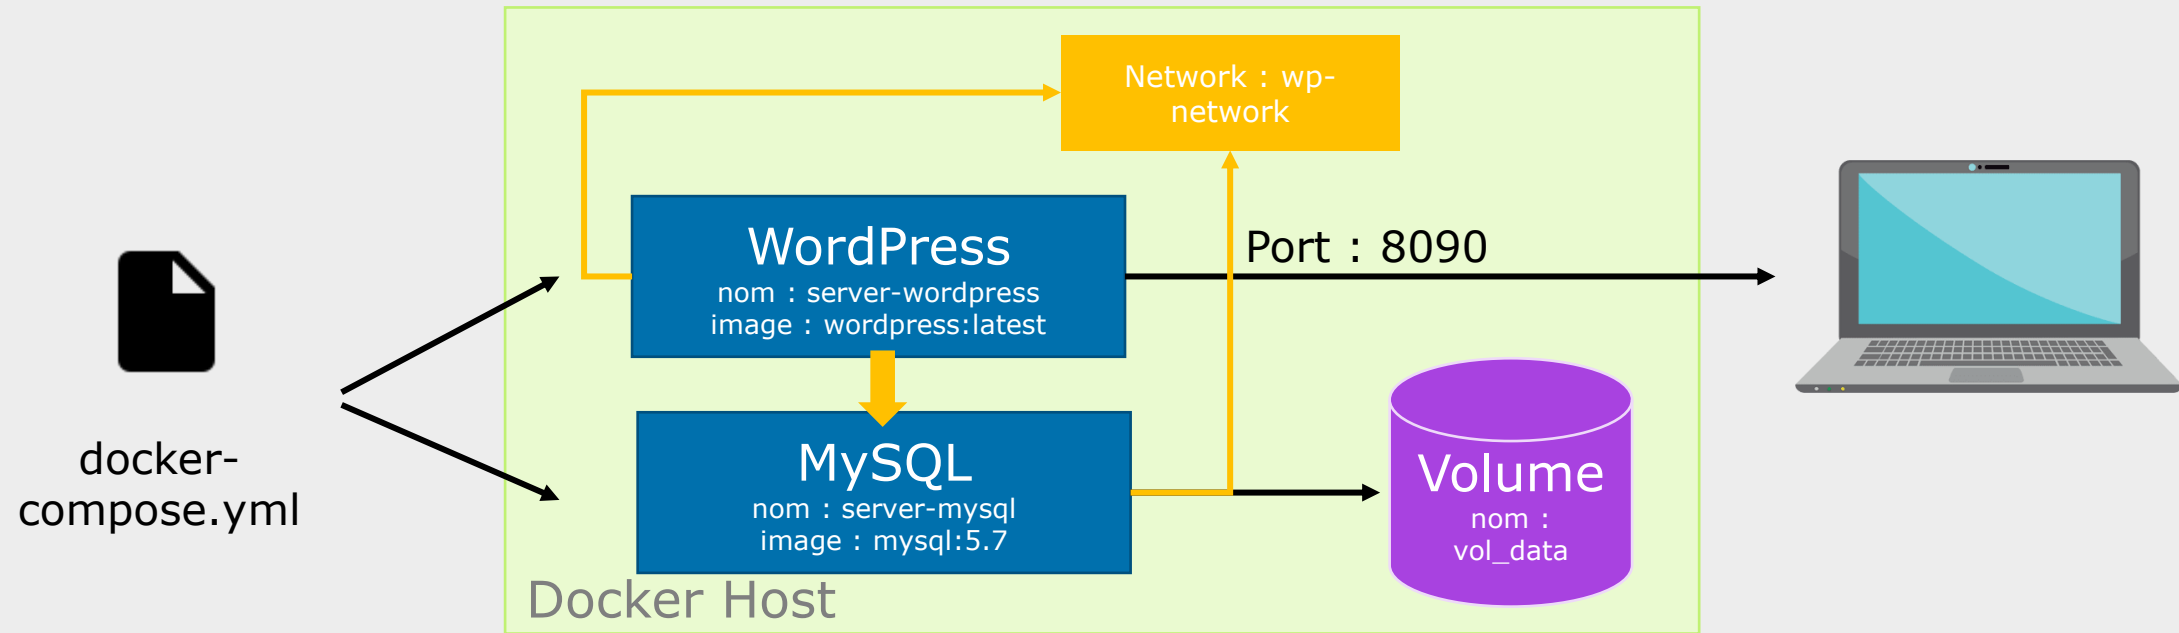 Network : wp-
network
WordPress
nom : server-wordpress
image : wordpress:latest
Port : 8090
docker-
compose.yml
MySQL
nom : server-mysql
image : mysql:5.7
Volume
nom :
vol_data
Docker Host